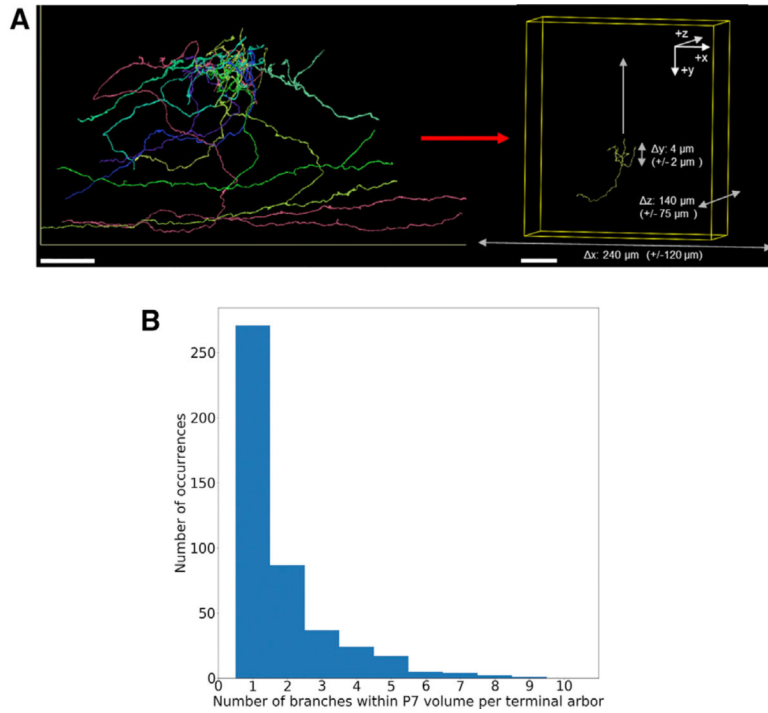 A
+z
+x
+y
Δy: 4 µm
(+/-2 µm )
Δz: 140 µm
(+/- 75 µm)
Δx: 240 µm (+/-120 µm)
B
Number of occurrences
250
200
150
100
50
0
0 1 2 3 4 5 6 7 8 9 10
Number of branches within P7 volume per terminal arbor